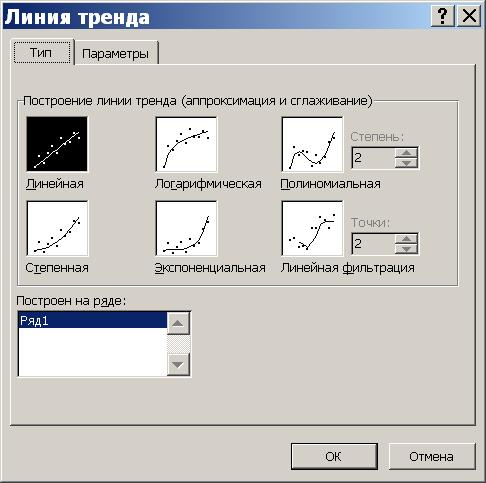 Линия тренда
Тип Параметры
Построение линии тренда (аппроксимация и сглаживание)
Линейная Логарифмическая Полиномиальная
Степень:
2
Степенная Экспоненциальная Линейная фильтрация
Точки:
2
Построен на ряде:
Ряд1
ОК Отмена